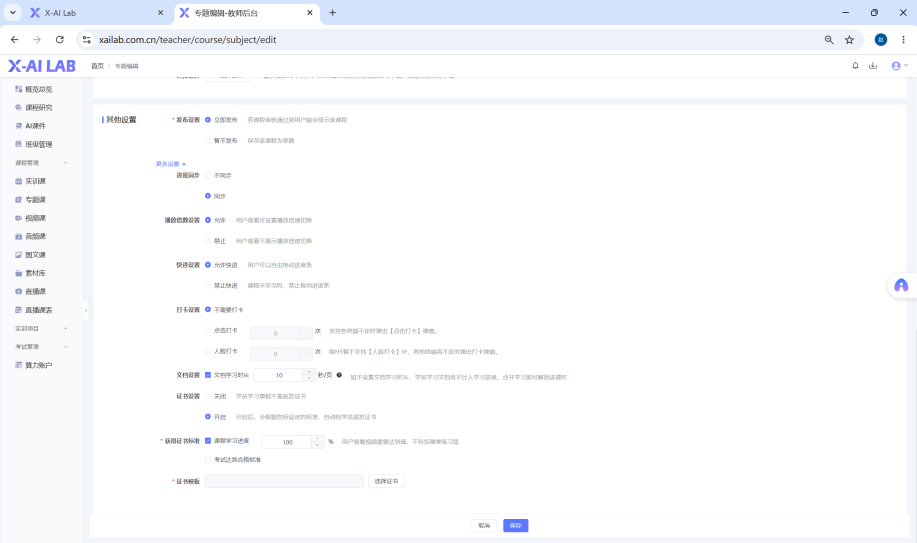 X-AI Lab
专题编辑-教师后台
xailab.com.cn/teacher/course/subject/edit
X-AI LAB
首页 › 专题编辑
概览总览
课程研究
AI课件
班级管理
课程管理
实训课
专题课
视频课
音频课
图文课
素材库
直播课
直播课表
实训项目
考试管理
算力账户
其他设置
* 发布设置 立即发布 若课程审核通过则用户端会显示该课程
暂不发布 保存该课程为草稿
更多设置
进度同步 不同步
同步
播放倍数设置 允许 用户观看可设置播放倍速切换
禁止 用户观看不展示播放倍速切换
快进设置 允许快进 用户可以自由拖动进度条
禁止快进 课程未学完时，禁止拖动进度条
打卡设置 不需要打卡
点击打卡 0 次 支持各终端不定时弹出【点击打卡】弹窗。
人脸打卡 0 次 除H5暂不支持【人脸打卡】外，其他终端将不定时弹出打卡弹窗。
文档设置 文档学习时长 10 秒/页 如不设置文档学习时长，学员学习文档将不计入学习进度。点开学习即可解锁该课时
证书设置 关闭 学员学习课程不需颁发证书
开启 开启后，会根据您所设定的标准，自动给学员颁发证书
* 获得证书标准 课程学习进度 100 % 用户观看视频需要达到值，不包括随堂练习等
考试达到合格标准
* 证书模板 选择证书
取消 保存